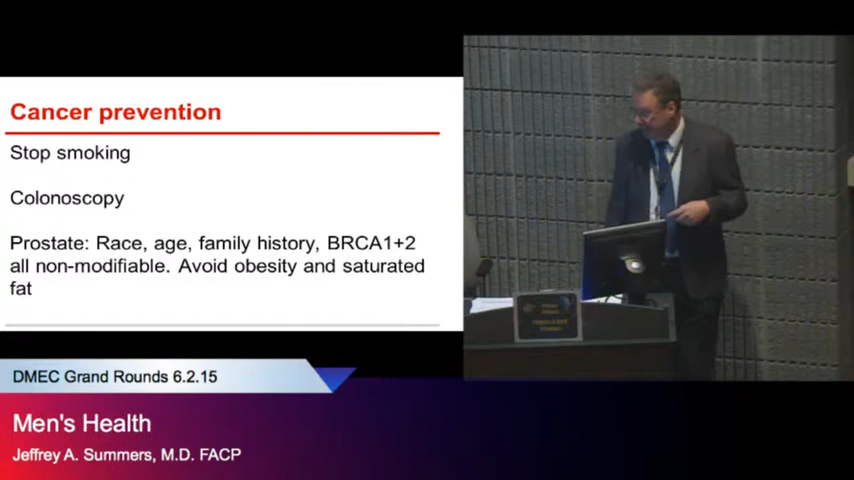 Cancer prevention
Stop smoking
Colonoscopy
Prostate: Race, age, family history, BRCA1+2
all non-modifiable. Avoid obesity and saturated
fat
DMEC Grand Rounds 6.2.15
Men's Health
Jeffrey A. Summers, M.D. FACP